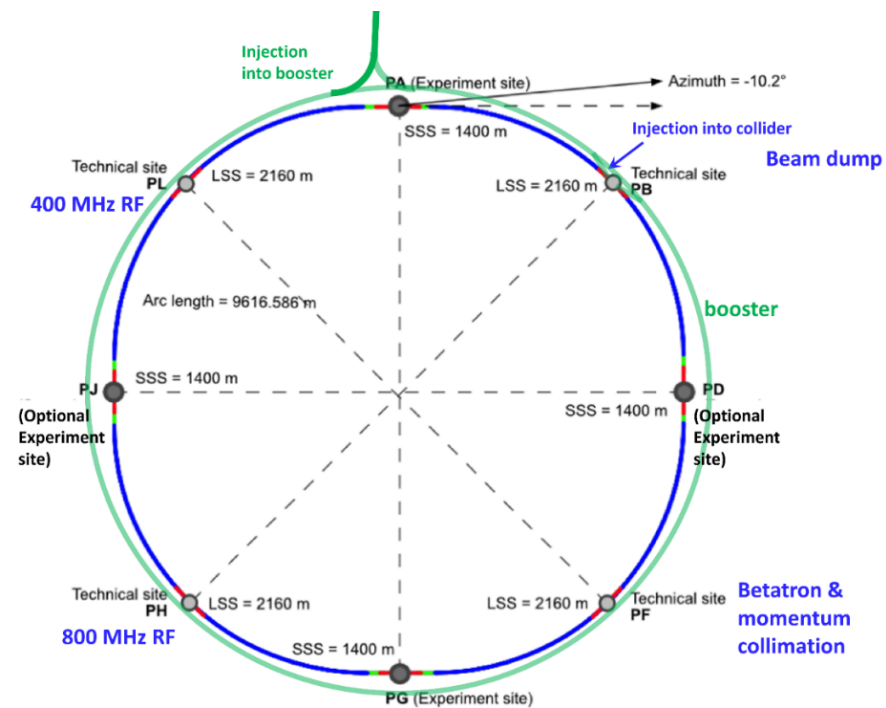 Injection
into booster
PA (Experiment site)
Azimuth = -10.2°
SSS = 1400 m
Injection into collider
Beam dump
Technical site
PL
LSS = 2160 m
400 MHz RF
LSS = 2160 m
Technical site
PB
Arc length = 9616.586 m
booster
PJ
SSS = 1400 m
(Optional
Experiment
site)
PD
SSS = 1400 m
(Optional
Experiment
site)
Technical site
PH
LSS = 2160 m
800 MHz RF
LSS = 2160 m
Technical site
PF
Betatron &
momentum
collimation
SSS = 1400 m
PG (Experiment site)